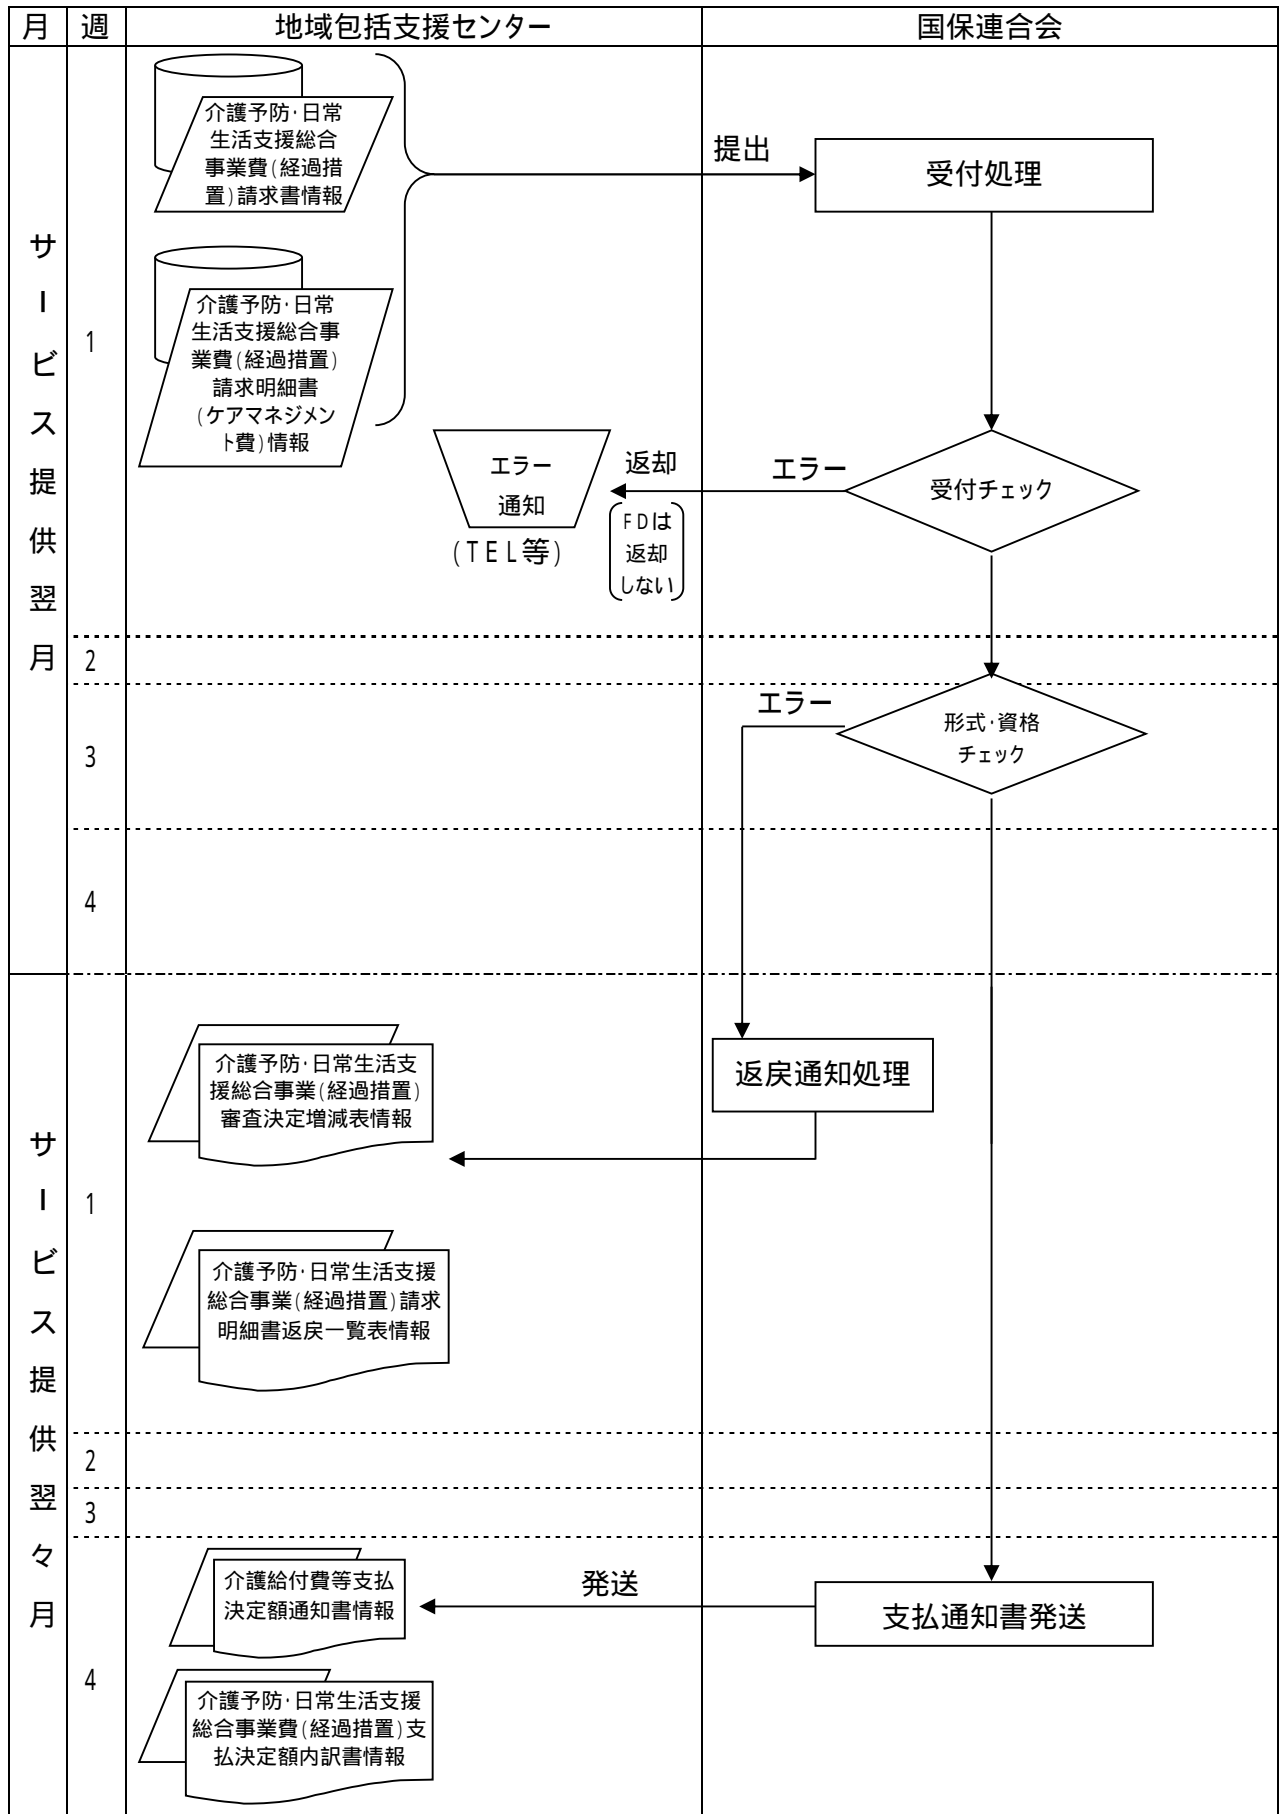 月 週 地域包括支援センター 国保連合会
サービス提供翌月
1
介護予防･日常
生活支援総合
事業費(経過措
置)請求書情報
提出
受付処理
介護予防･日常
生活支援総合事
業費(経過措置)
請求明細書
(ケアマネジメン
ト費)情報
エラー
通知
(TEL等)
返却
FDは
返却
しない
エラー
受付チェック
2
3
エラー
形式･資格
チェック
4
サービス提供翌々月
1
介護予防･日常生活支
援総合事業(経過措置)
審査決定増減表情報
返戻通知処理
介護予防･日常生活支援
総合事業(経過措置)請求
明細書返戻一覧表情報
2
3
4
介護給付費等支払
決定額通知書情報
発送
支払通知書発送
介護予防･日常生活支援
総合事業費(経過措置)支
払決定額内訳書情報